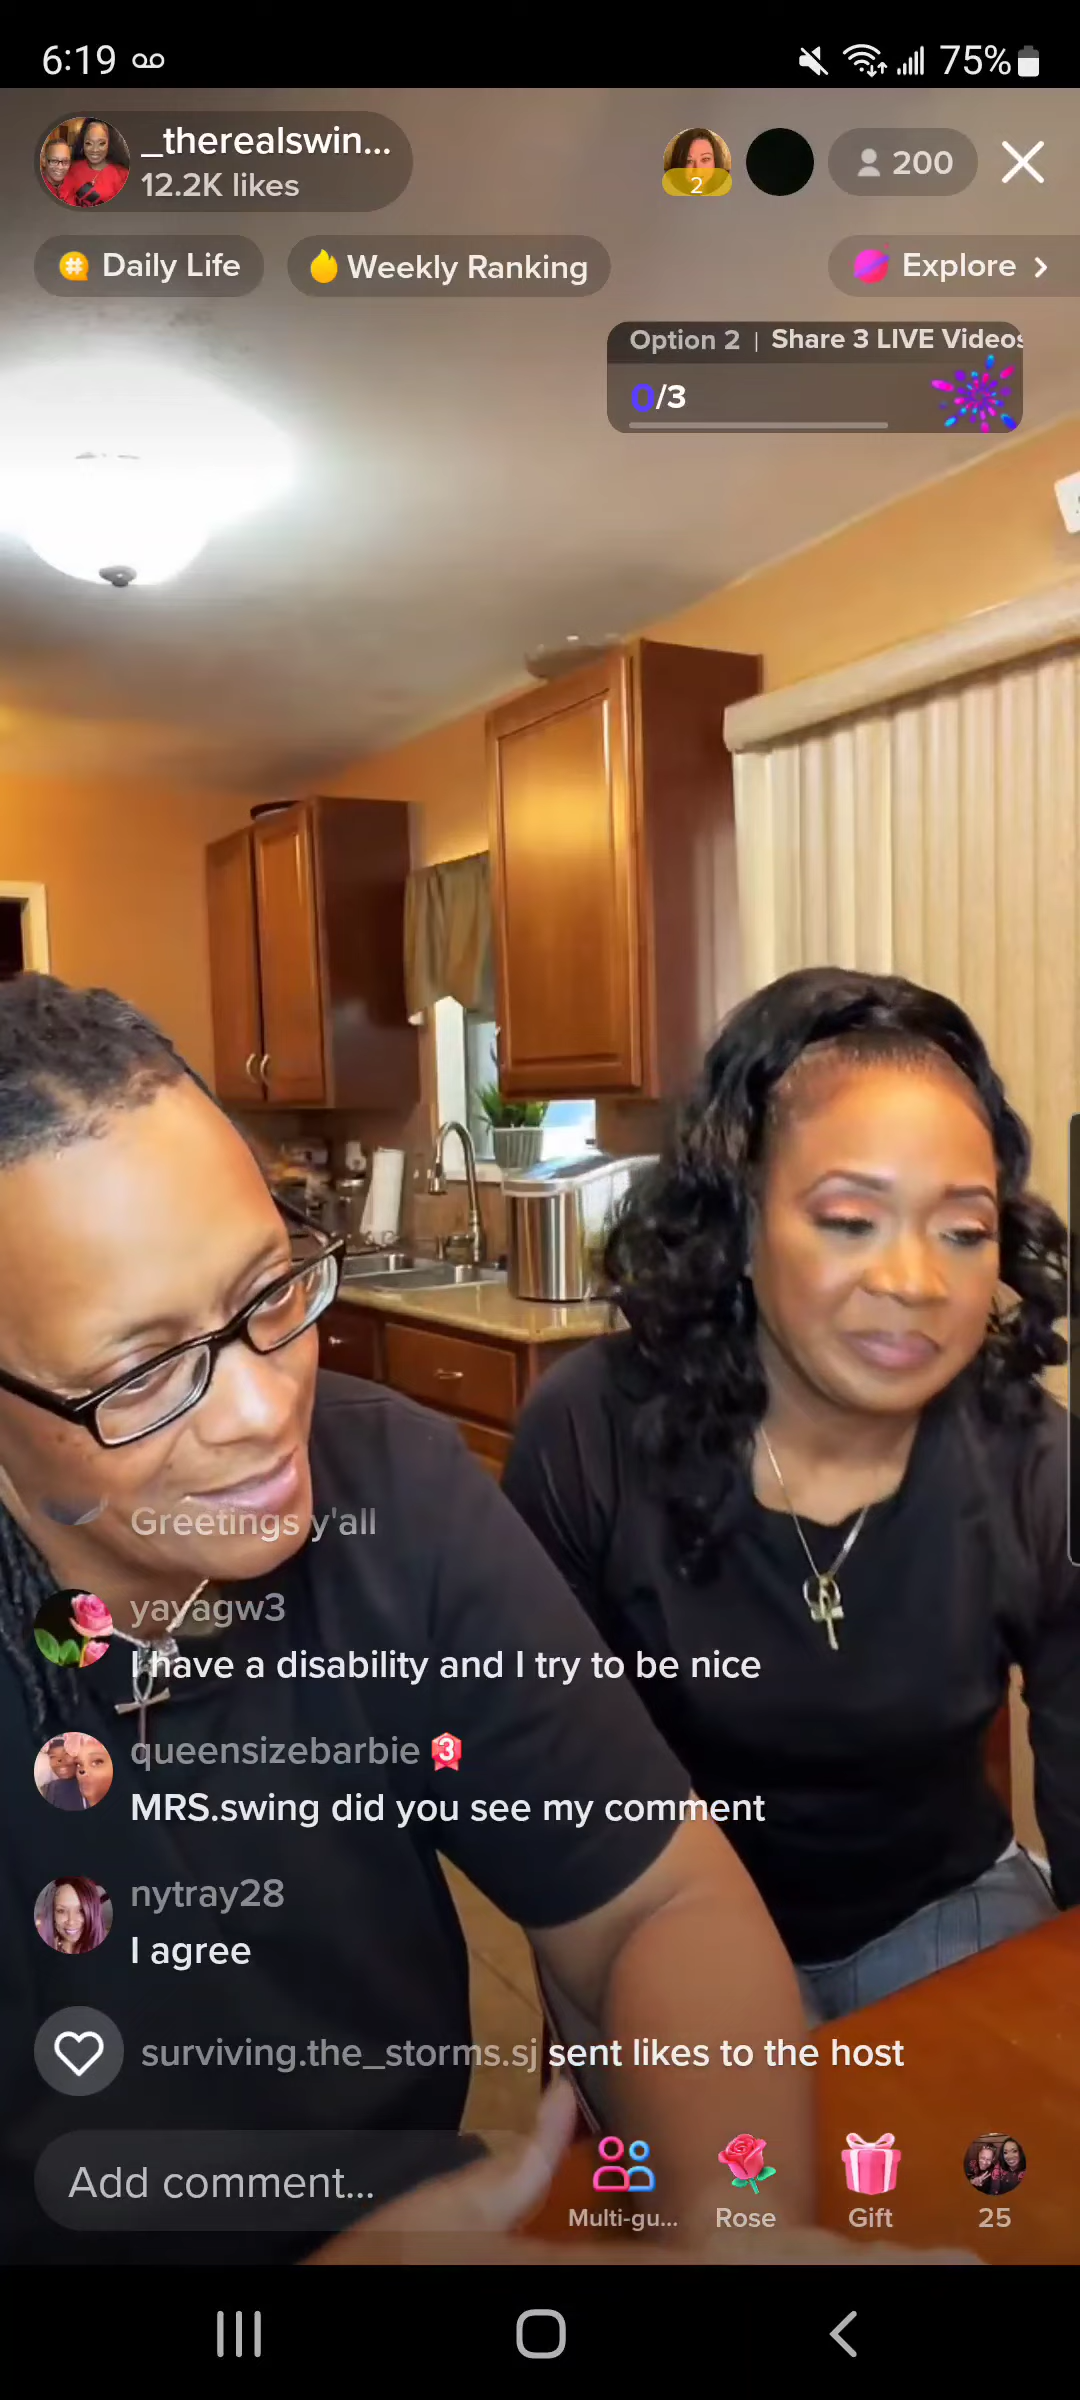 6:19
75%
_therealswin...
12.2K likes
2
200
Daily Life
Weekly Ranking
Explore
Option 2 | Share 3 LIVE Videos
0/3
Greetings y'all
yayagw3
I have a disability and I try to be nice
queensizebarbie 3
MRS.swing did you see my comment
nytray28
I agree
surviving.the_storms.sj sent likes to the host
Add comment...
Multi-gu...
Rose
Gift
25